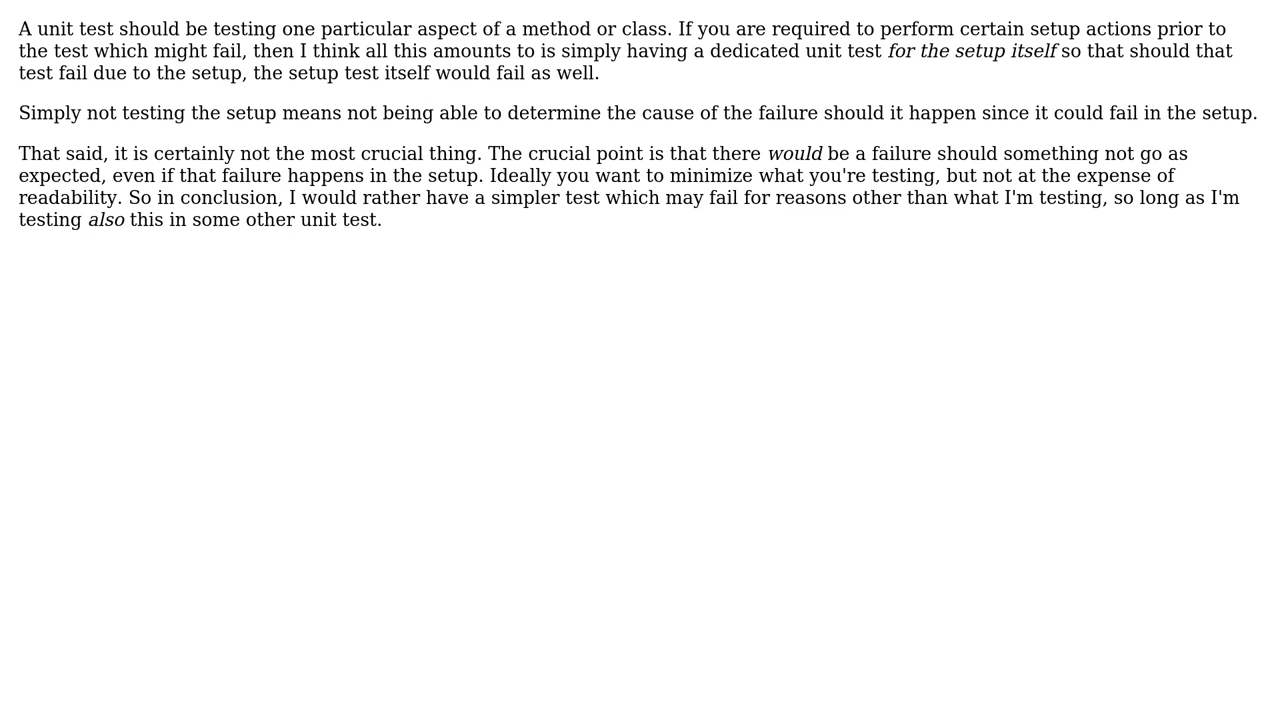 A unit test should be testing one particular aspect of a method or class. If you are required to perform certain setup actions prior to
the test which might fail, then I think all this amounts to is simply having a dedicated unit test for the setup itself so that should that
test fail due to the setup, the setup test itself would fail as well.
Simply not testing the setup means not being able to determine the cause of the failure should it happen since it could fail in the setup.
That said, it is certainly not the most crucial thing. The crucial point is that there would be a failure should something not go as
expected, even if that failure happens in the setup. Ideally you want to minimize what you're testing, but not at the expense of
readability. So in conclusion, I would rather have a simpler test which may fail for reasons other than what I'm testing, so long as I'm
testing also this in some other unit test.